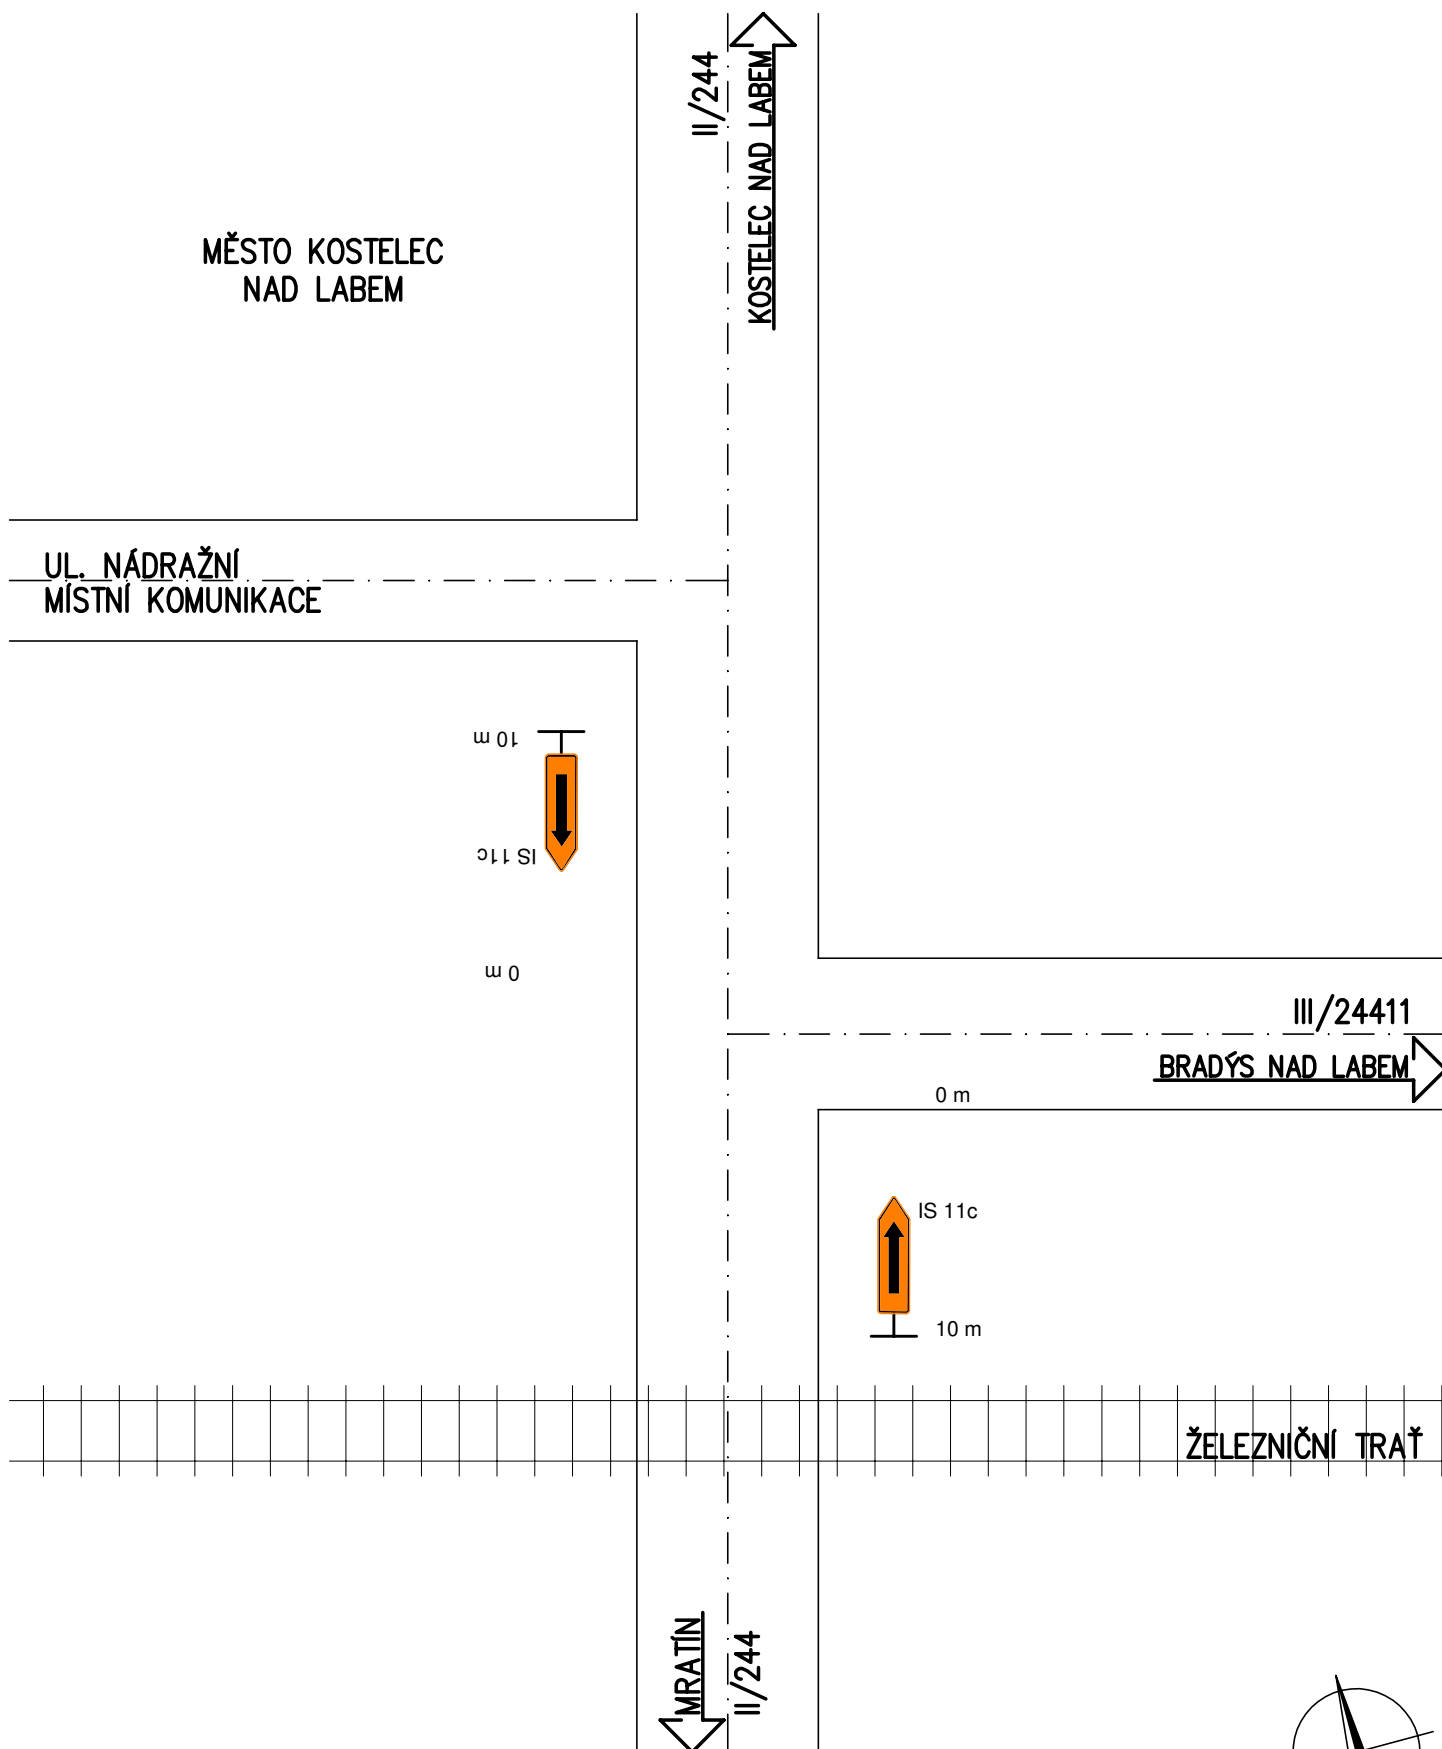 II/244
KOSTELEC NAD LABEM
MĚSTO KOSTELEC
NAD LABEM
UL. NÁDRAŽNÍ
MÍSTNÍ KOMUNIKACE
10 m
IS 11c
0 m
III/24411
BRADÝS NAD LABEM
0 m
IS 11c
10 m
ŽELEZNIČNÍ TRAŤ
MRATÍN
II/244